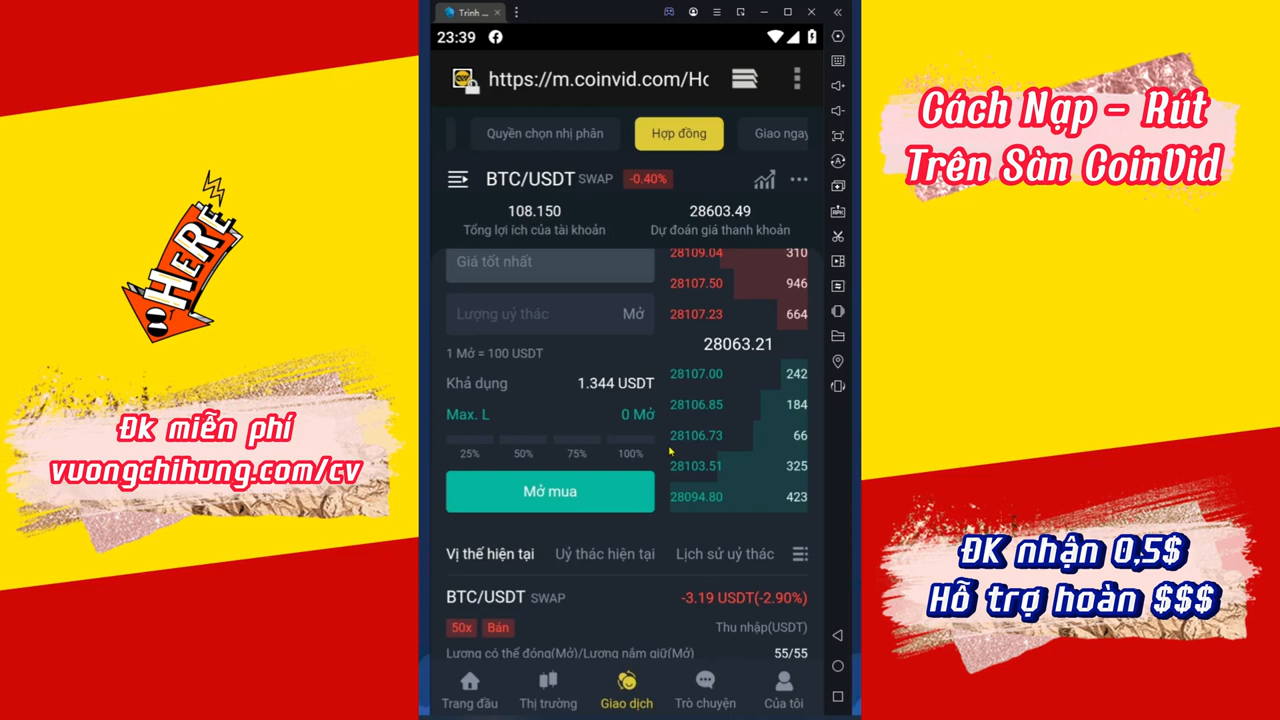 HERE
Đk miễn phí
vuongchihung.com/cv
Trình ...
23:39
https://m.coinvid.com/Ho
Quyền chọn nhị phân
Hợp đồng
Giao ngay
BTC/USDT SWAP -0.40%
108.150
28603.49
Tổng lợi ích của tài khoản
Dự đoán giá thanh khoản
Giá tốt nhất
Lượng uỷ thác Mở
1 Mở = 100 USDT
Khả dụng 1.344 USDT
Max. L 0 Mở
25% 50% 75% 100%
Mở mua
28109.04 310
28107.50 946
28107.23 664
28063.21
28107.00 242
28106.85 184
28106.73 66
28103.51 325
28094.80 423
Vị thế hiện tại
Uỷ thác hiện tại
Lịch sử uỷ thác
BTC/USDT SWAP -3.19 USDT(-2.90%)
50x Bán Thu nhập(USDT)
Lượng có thể đóng(Mở)/Lượng nắm giữ(Mở) 55/55
Trang đầu
Thị trường
Giao dịch
Trò chuyện
Của tôi
Cách Nạp - Rút
Trên Sàn CoinVid
ĐK nhận 0,5$
Hỗ trợ hoàn $$$